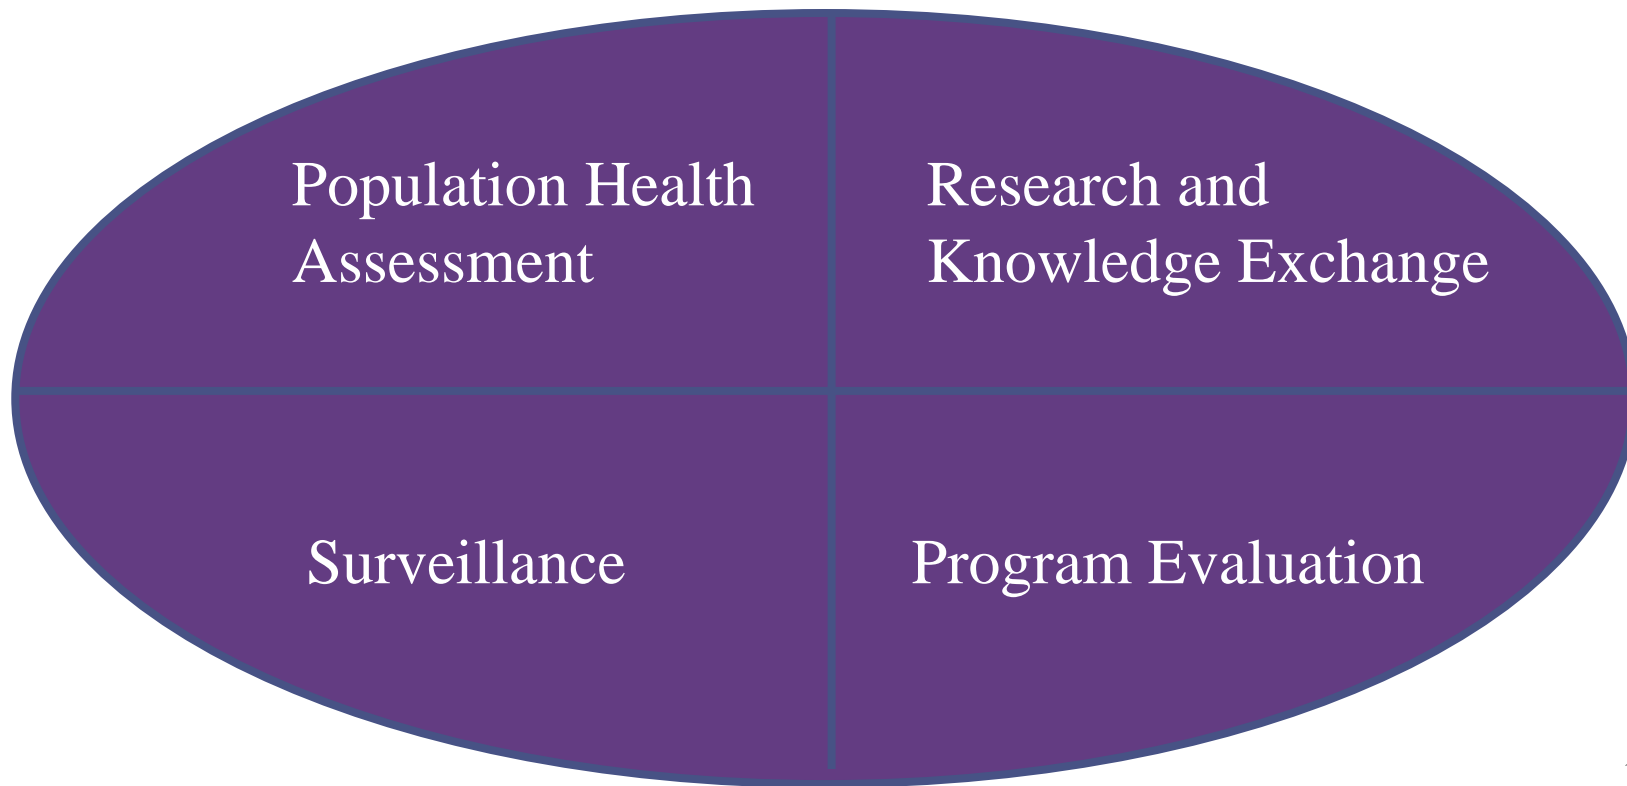 Population Health
Assessment
Research and
Knowledge Exchange
Surveillance
Program Evaluation